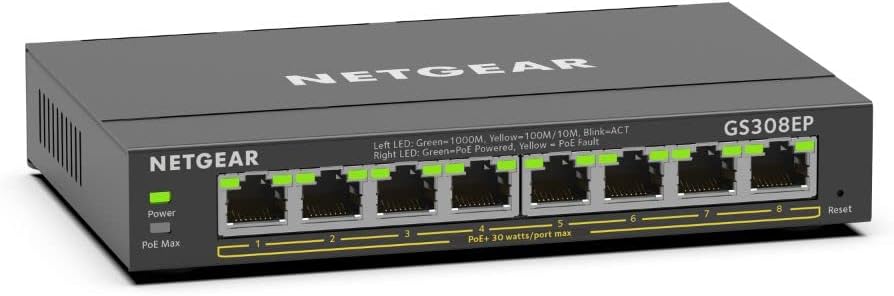 NETGEAR
Left LED: Green=1000M, Yellow=100M/10M, Blink=ACT
Right LED: Green=PoE Powered, Yellow = PoE Fault
GS308EP
NETGEAR
Power
PoE Max
1 2 3 4 5 6 7 8
PoE+ 30 watts/port max
Reset